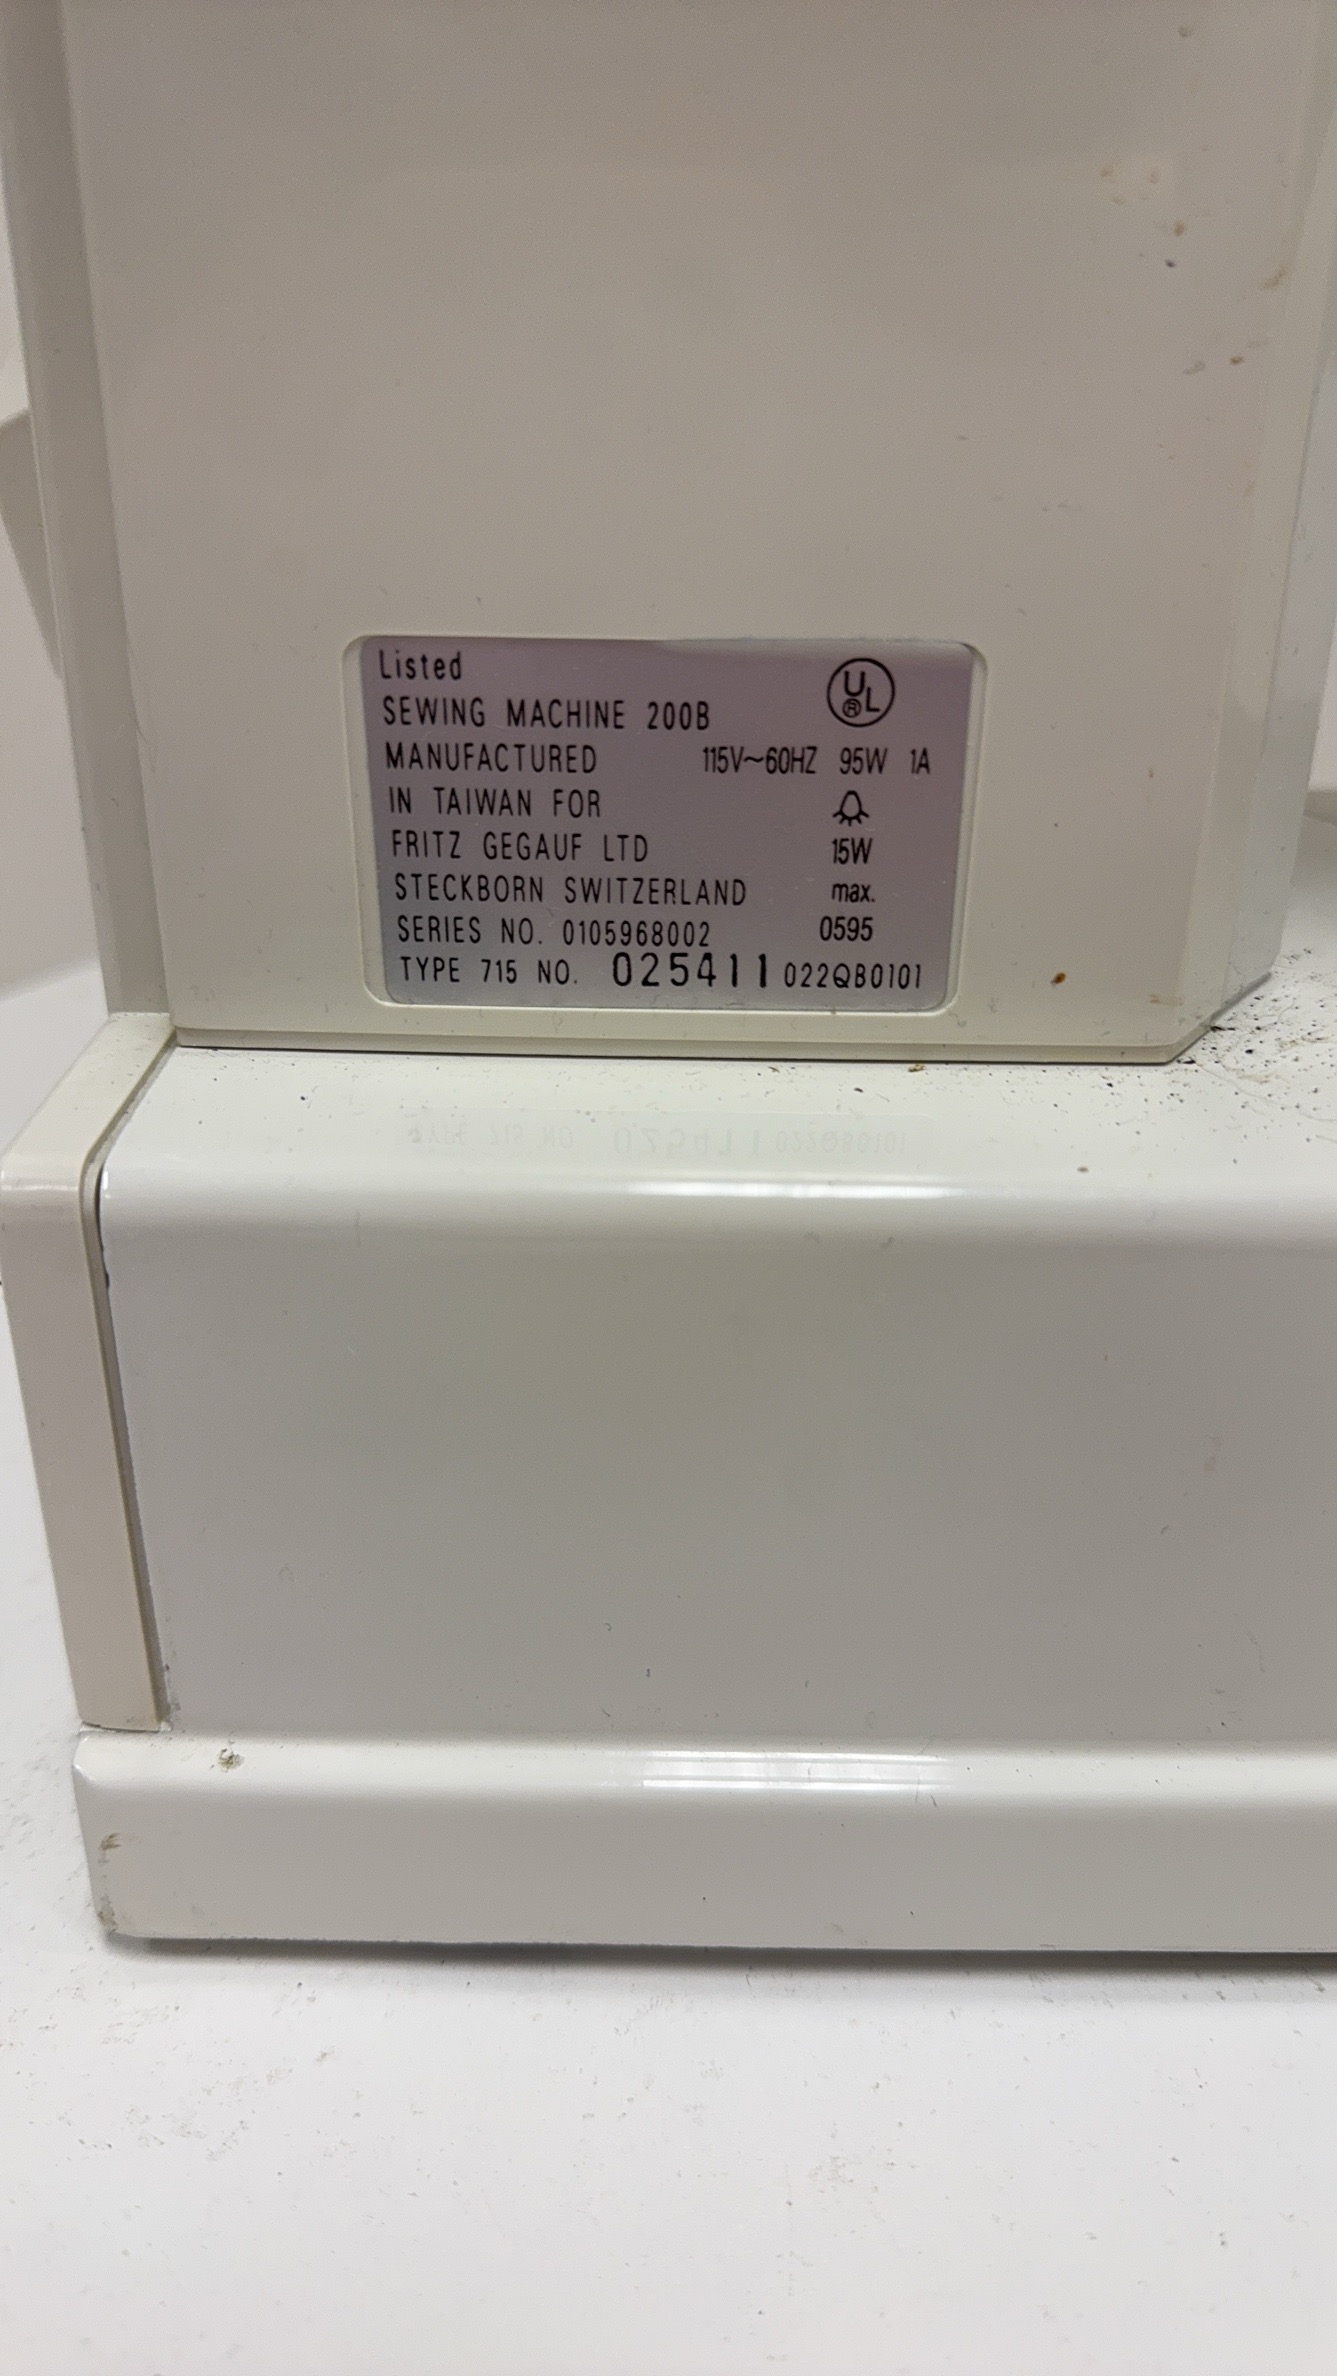 Listed
UL ®
SEWING MACHINE 200B
MANUFACTURED 115V~60HZ 95W 1A
IN TAIWAN FOR
FRITZ GEGAUF LTD 15W
STECKBORN SWITZERLAND max.
SERIES NO. 0105968002 0595
TYPE 715 NO. 025411 022QB0101